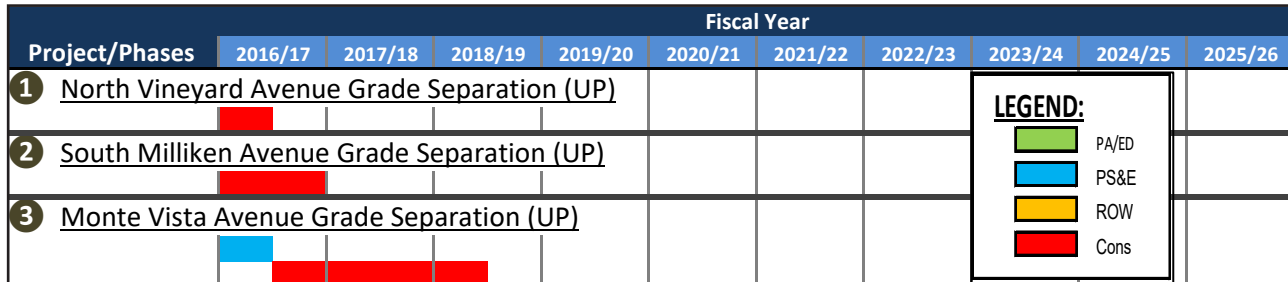 Fiscal Year
Project/Phases 2016/17 2017/18 2018/19 2019/20 2020/21 2021/22 2022/23 2023/24 2024/25 2025/26
1 North Vineyard Avenue Grade Separation (UP)
2 South Milliken Avenue Grade Separation (UP)
3 Monte Vista Avenue Grade Separation (UP)
LEGEND:
PA/ED
PS&E
ROW
Cons